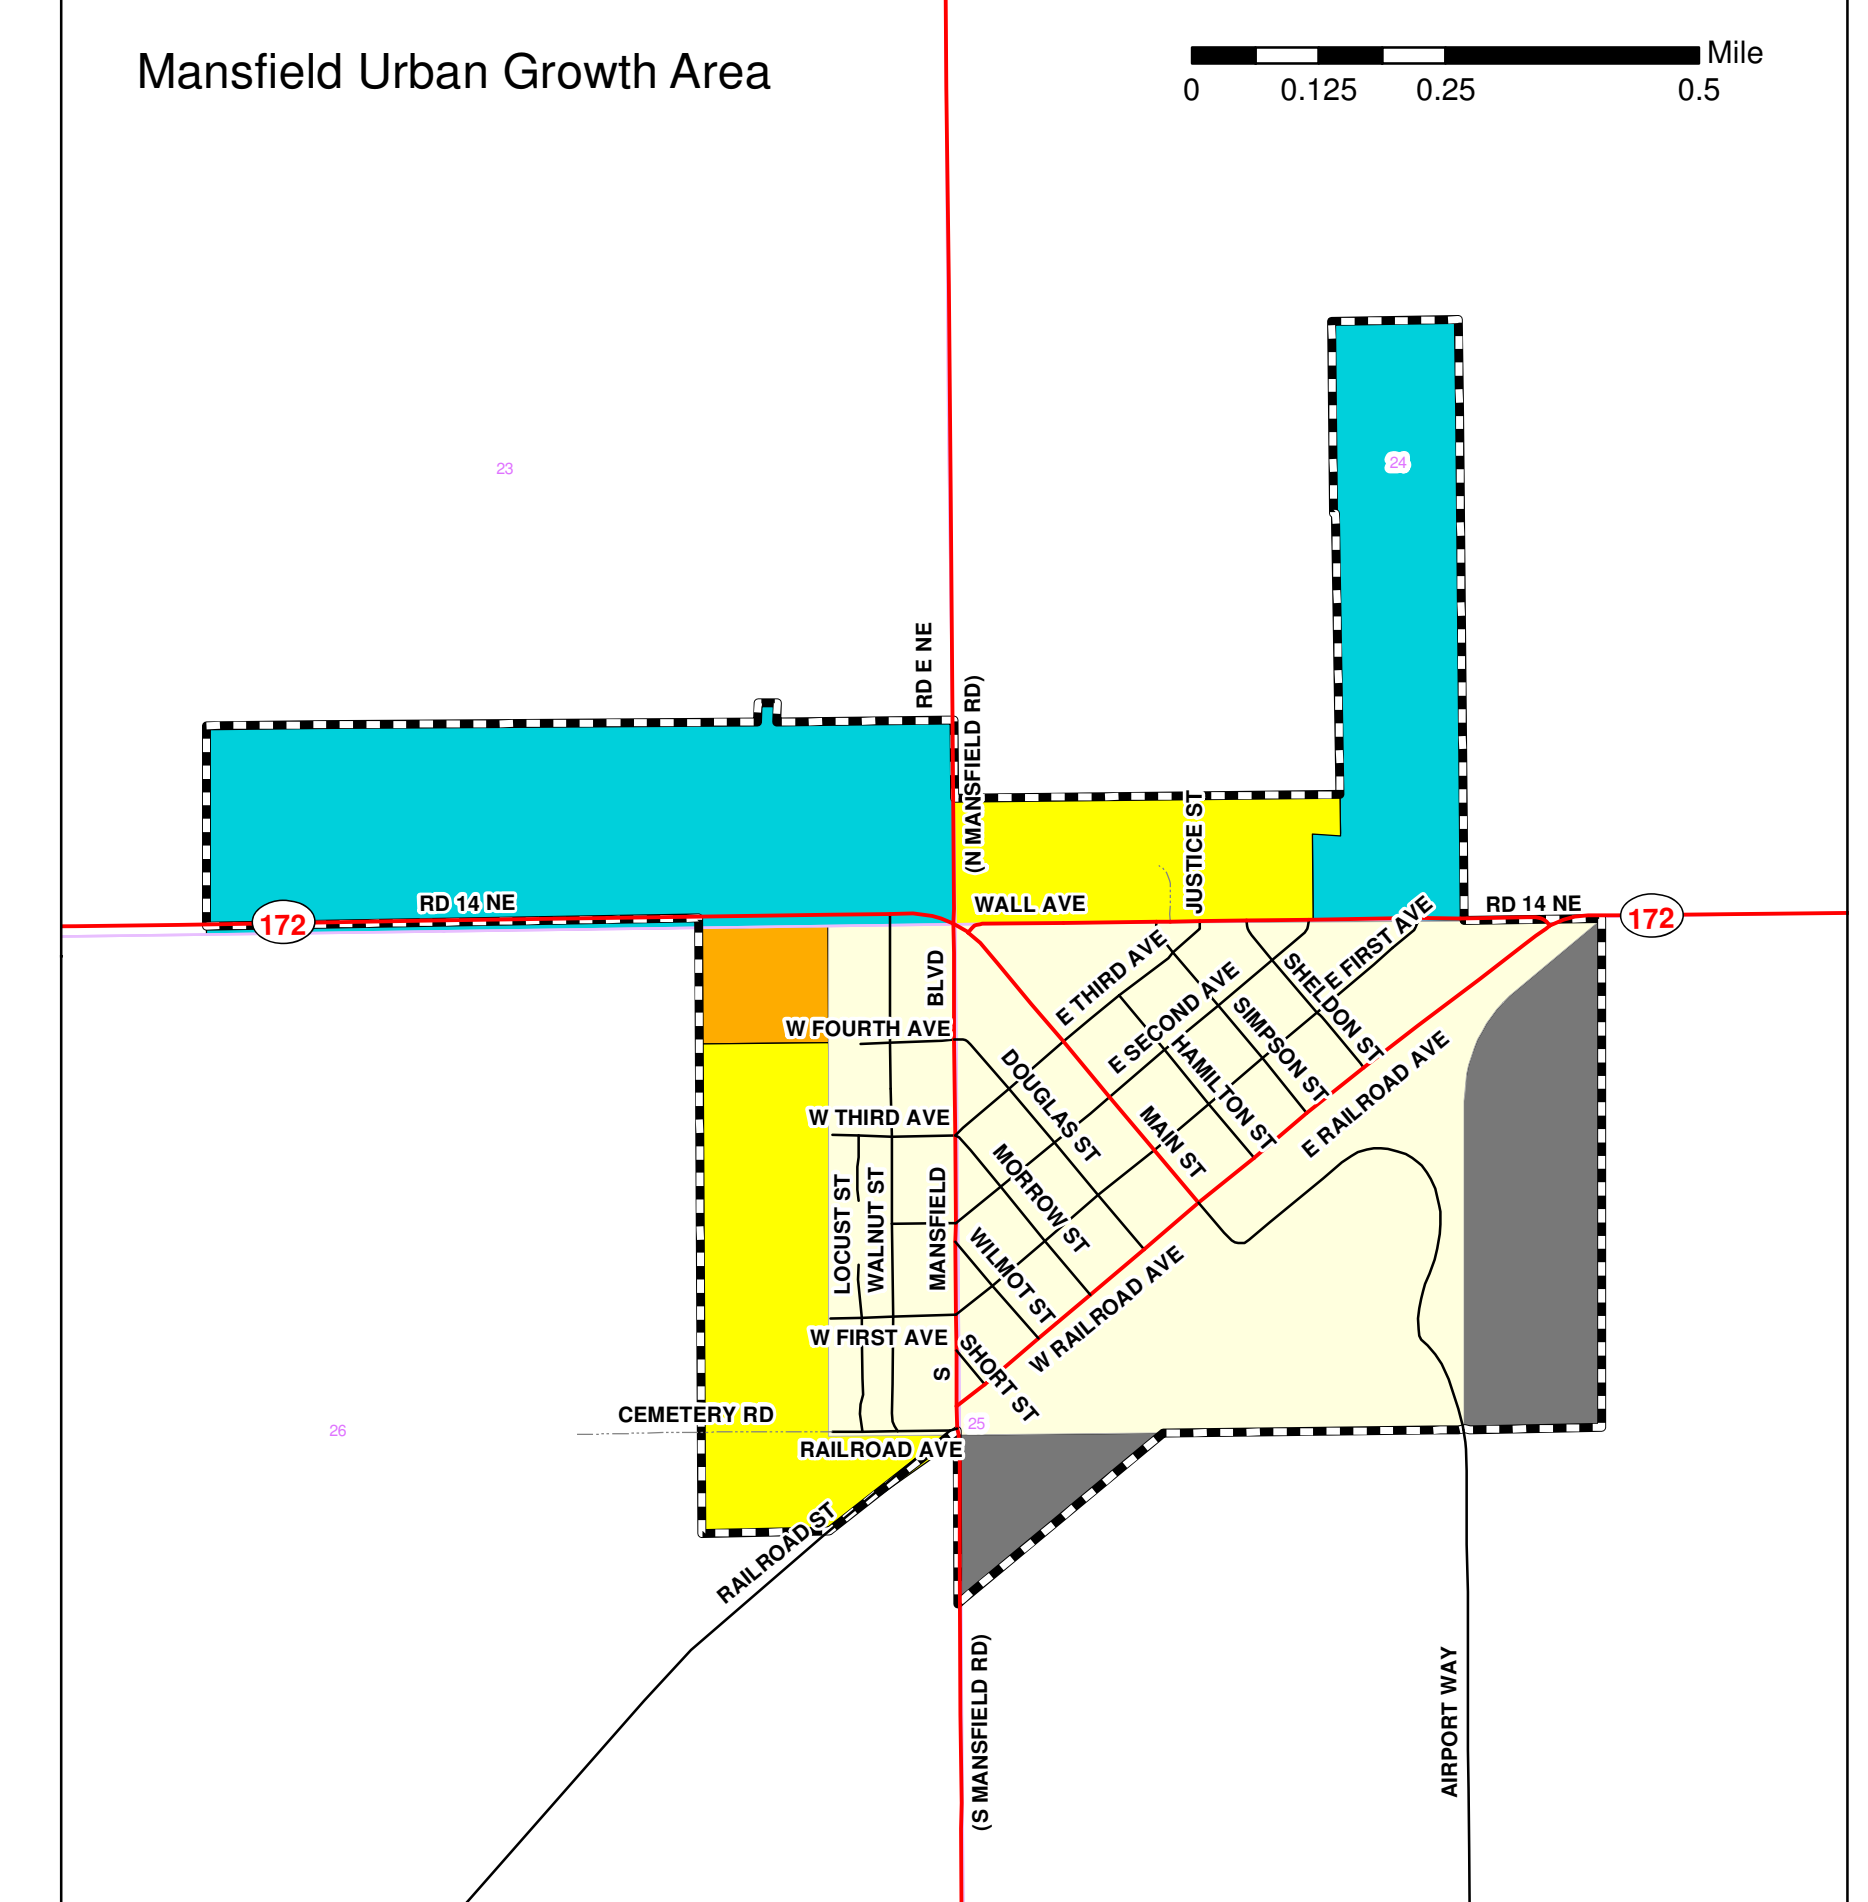 Mansfield Urban Growth Area
Mile
0 0.125 0.25 0.5
23
24
RD E NE
(N MANSFIELD RD)
JUSTICE ST
RD 14 NE
172
WALL AVE
RD 14 NE
172
E FIRST AVE
E THIRD AVE
E SECOND AVE
SHELDON ST
SIMPSON ST
HAMILTON ST
BLVD
W FOURTH AVE
DOUGLAS ST
MAIN ST
E RAILROAD AVE
W THIRD AVE
MORROW ST
LOCUST ST
WALNUT ST
MANSFIELD
WILMOT ST
W RAILROAD AVE
W FIRST AVE
SHORT ST
S
CEMETERY RD
25
26
RAILROAD AVE
RAILROAD ST
(S MANSFIELD RD)
AIRPORT WAY